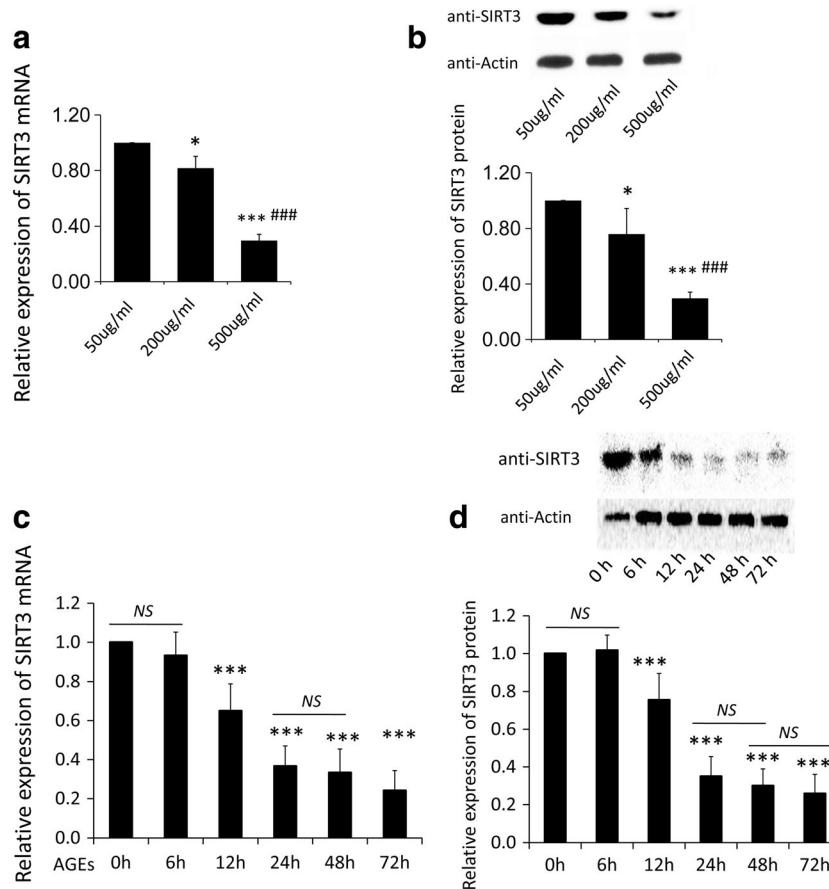 a
Relative expression of SIRT3 mRNA
1.20
0.80
0.40
0.00
*
*** ###
50ug/ml
200ug/ml
500ug/ml
b
anti-SIRT3
anti-Actin
50ug/ml
200ug/ml
500ug/ml
Relative expression of SIRT3 protein
1.20
0.80
0.40
0.00
*
*** ###
50ug/ml
200ug/ml
500ug/ml
c
Relative expression of SIRT3 mRNA
1.2
1.0
0.8
0.6
0.4
0.2
0.0
NS
***
NS
*** *** ***
AGEs 0h 6h 12h 24h 48h 72h
d
anti-SIRT3
anti-Actin
0 h 6 h 12 h 24 h 48 h 72 h
Relative expression of SIRT3 protein
1.2
1.0
0.8
0.6
0.4
0.2
0.0
NS
***
NS
NS
*** *** ***
0h 6h 12h 24h 48h 72h